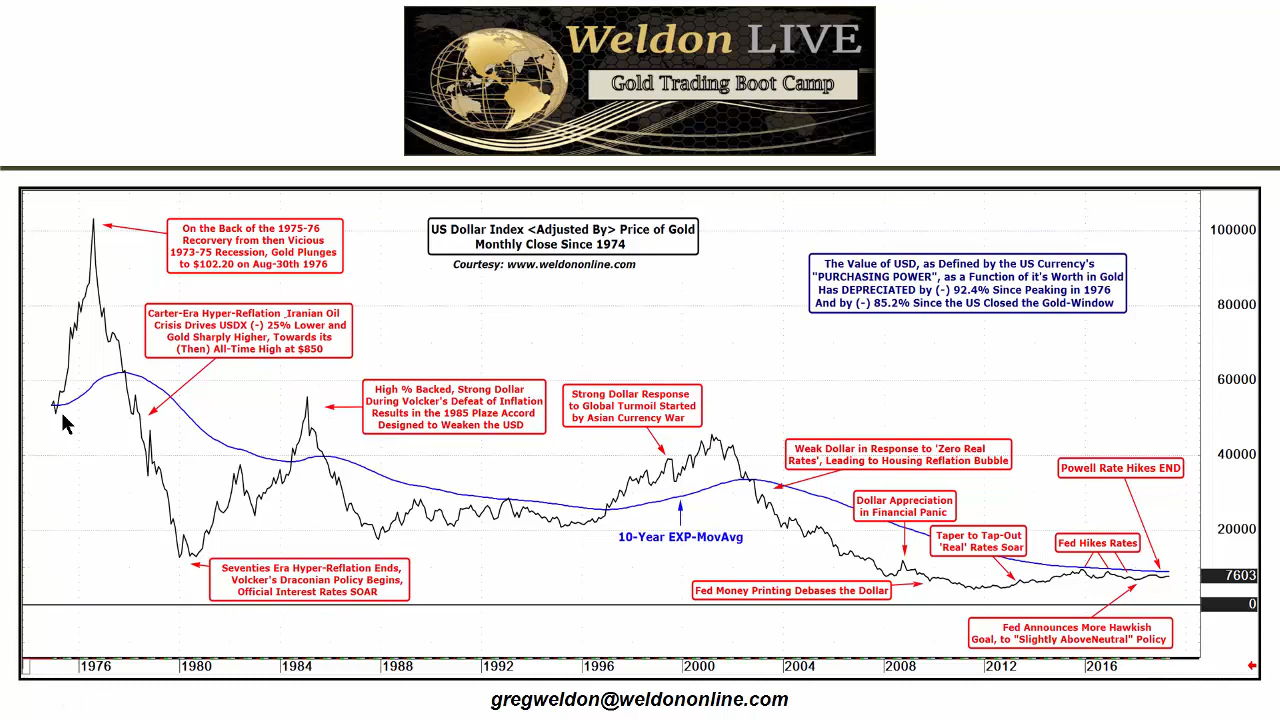 Weldon LIVE
Gold Trading Boot Camp
On the Back of the 1975-76
Recorvery from then Vicious
1973-75 Recession, Gold Plunges
to $102.20 on Aug-30th 1976
US Dollar Index <Adjusted By> Price of Gold
Monthly Close Since 1974
Courtesy: www.weldononline.com
The Value of USD, as Defined by the US Currency's
"PURCHASING POWER", as a Function of it's Worth in Gold
Has DEPRECIATED by (-) 92.4% Since Peaking in 1976
And by (-) 85.2% Since the US Closed the Gold-Window
Carter-Era Hyper-Reflation _Iranian Oil
Crisis Drives USDX (-) 25% Lower and
Gold Sharply Higher, Towards its
(Then) All-Time High at $850
High % Backed, Strong Dollar
During Volcker's Defeat of Inflation
Results in the 1985 Plaze Accord
Designed to Weaken the USD
Strong Dollar Response
to Global Turmoil Started
by Asian Currency War
Weak Dollar in Response to 'Zero Real
Rates', Leading to Housing Reflation Bubble
Powell Rate Hikes END
Dollar Appreciation
in Financial Panic
10-Year EXP-MovAvg
Taper to Tap-Out
'Real' Rates Soar
Fed Hikes Rates
Seventies Era Hyper-Reflation Ends,
Volcker's Draconian Policy Begins,
Official Interest Rates SOAR
Fed Money Printing Debases the Dollar
Fed Announces More Hawkish
Goal, to "Slightly AboveNeutral" Policy
100000
80000
60000
40000
20000
7603
0
1976
1980
1984
1988
1992
1996
2000
2004
2008
2012
2016
gregweldon@weldononline.com